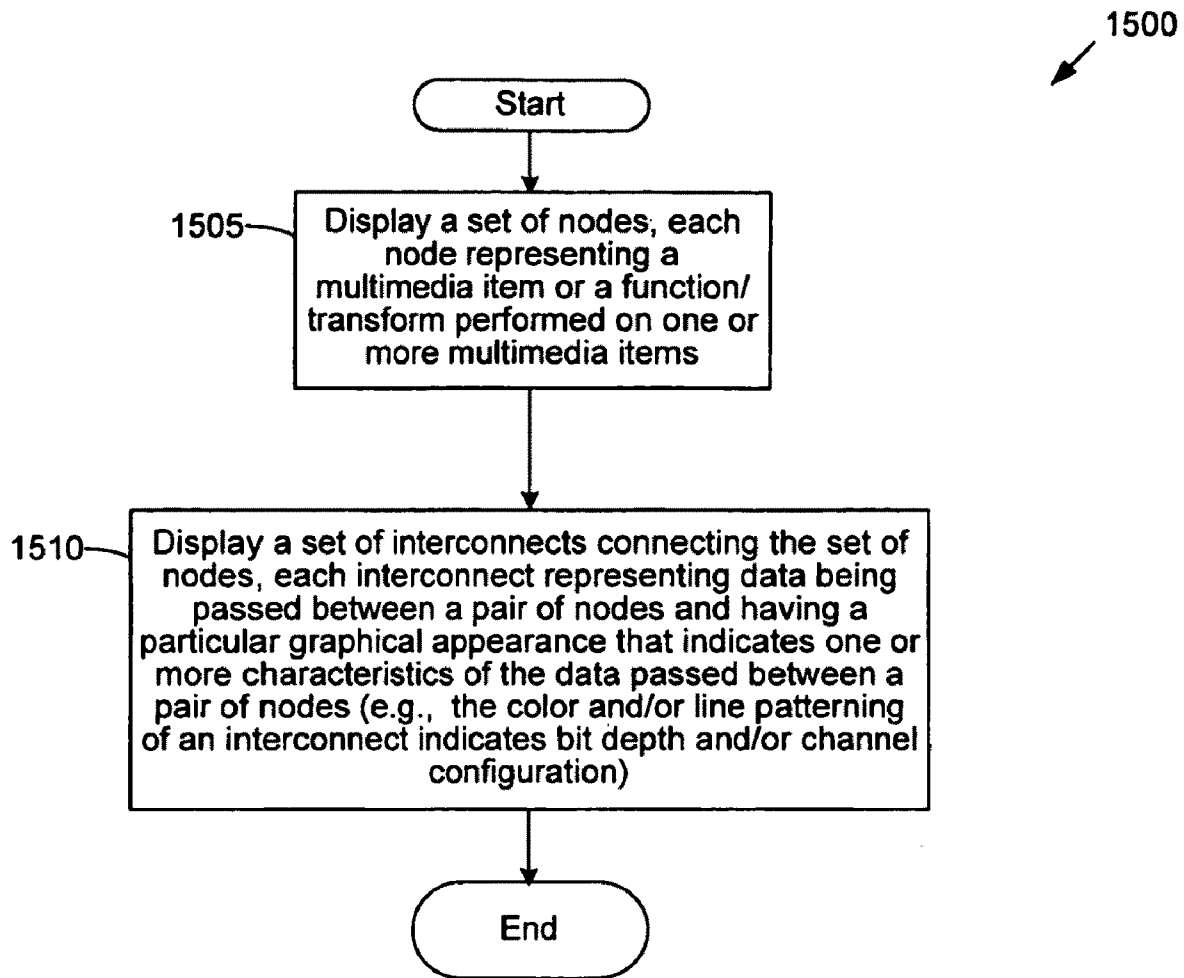 1500
Start
1505
Display a set of nodes, each
node representing a
multimedia item or a function/
transform performed on one or
more multimedia items
1510
Display a set of interconnects connecting the set of
nodes, each interconnect representing data being
passed between a pair of nodes and having a
particular graphical appearance that indicates one or
more characteristics of the data passed between a
pair of nodes (e.g., the color and/or line patterning
of an interconnect indicates bit depth and/or channel
configuration)
End